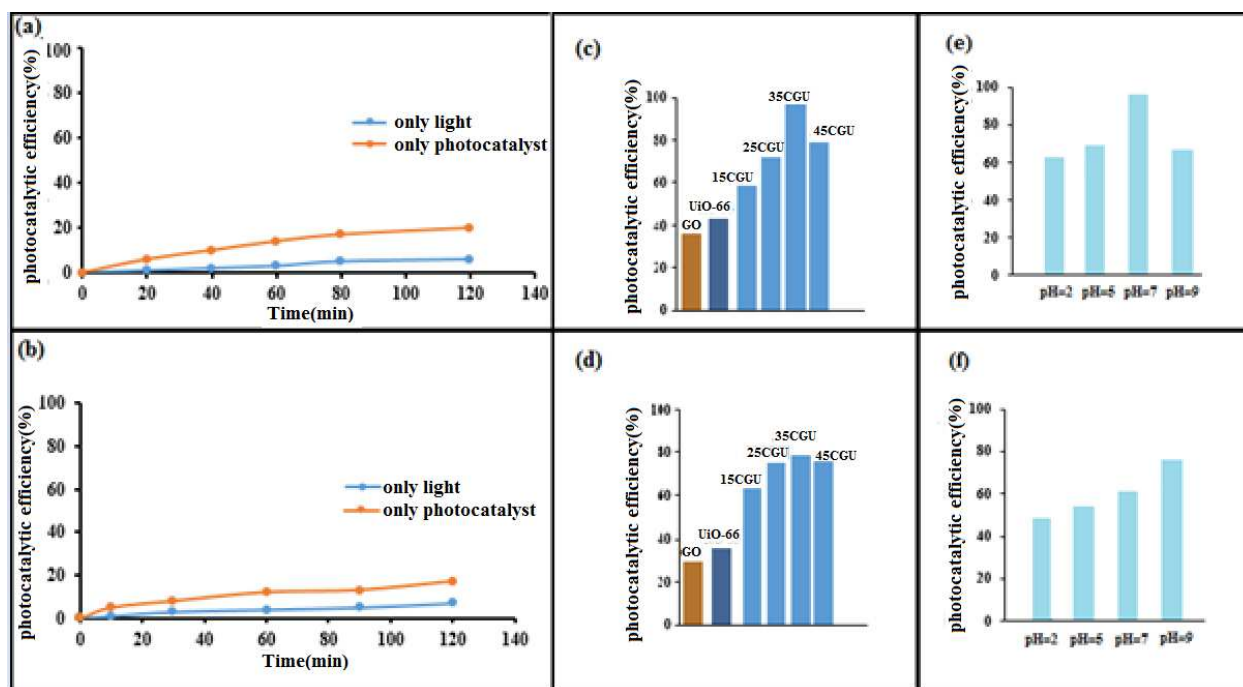 (a)
photocatalytic efficiency(%)
100
80
60
40
20
0
only light
only photocatalyst
0 20 40 60 80 100 120 140
Time(min)
(c)
photocatalytic efficiency(%)
100
80
60
40
20
0
GO
UiO-66
15CGU
25CGU
35CGU
45CGU
(e)
photocatalytic efficiency(%)
100
80
60
40
20
0
pH=2 pH=5 pH=7 pH=9
(b)
photocatalytic efficiency(%)
100
80
60
40
20
0
only light
only photocatalyst
0 20 40 60 80 100 120 140
Time(min)
(d)
photocatalytic efficiency(%)
100
80
60
40
20
0
GO
UiO-66
15CGU
25CGU
35CGU
45CGU
(f)
photocatalytic efficiency(%)
100
80
60
40
20
0
pH=2 pH=5 pH=7 pH=9